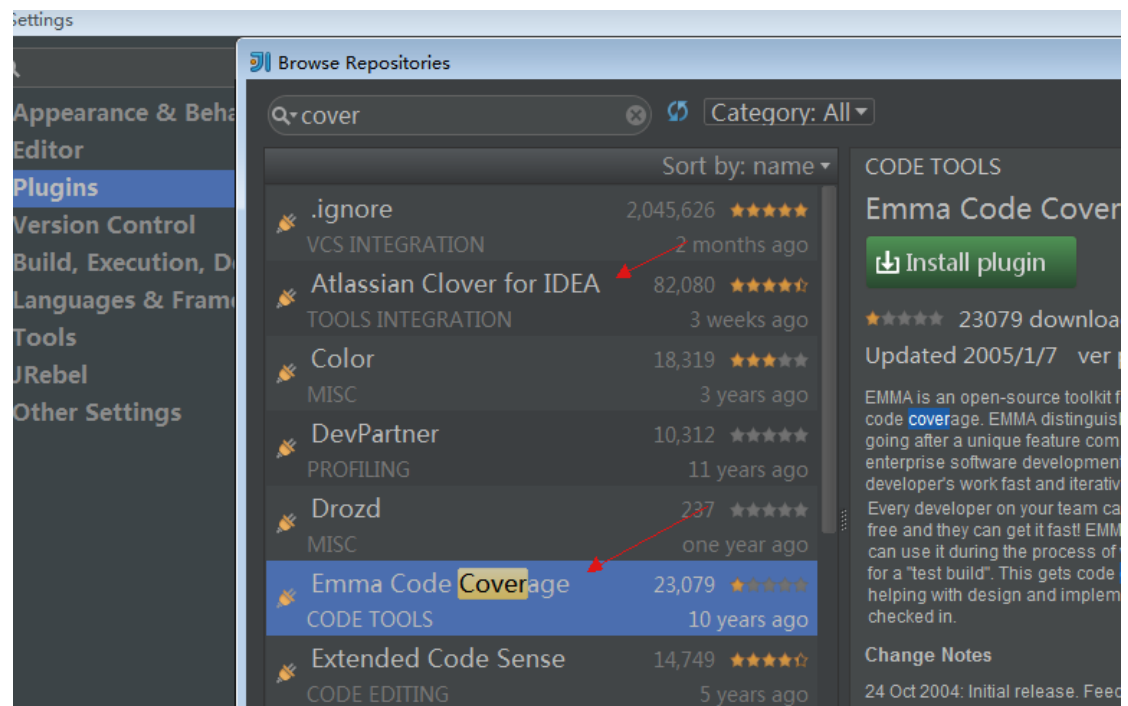 Settings
Browse Repositories
Appearance & Beha
Editor
Plugins
Version Control
Build, Execution, D
Languages & Fram
Tools
JRebel
Other Settings
cover
Category: All
Sort by: name
.ignore 2,045,626
VCS INTEGRATION 2 months ago
Atlassian Clover for IDEA 82,080
TOOLS INTEGRATION 3 weeks ago
Color 18,319
MISC 3 years ago
DevPartner 10,312
PROFILING 11 years ago
Drozd 237
MISC one year ago
Emma Code Coverage 23,079
CODE TOOLS 10 years ago
Extended Code Sense 14,749
CODE EDITING 5 years ago
CODE TOOLS
Emma Code Cover
Install plugin
23079 downloa
Updated 2005/1/7 ver
EMMA is an open-source toolkit f
code coverage. EMMA distinguis
going after a unique feature com
enterprise software development
developer's work fast and iterativ
Every developer on your team ca
free and they can get it fast! EMM
can use it during the process of
for a "test build". This gets code
helping with design and implem
checked in.
Change Notes
24 Oct 2004: Initial release. Feed